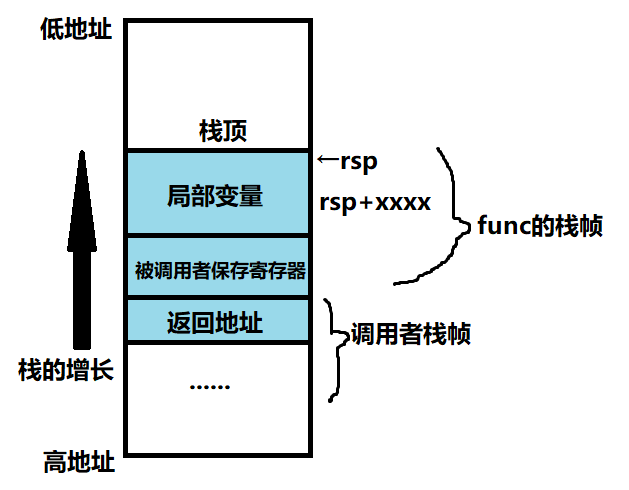 低地址
栈顶
←rsp
局部变量
rsp+xxxx
func的栈帧
被调用者保存寄存器
返回地址
调用者栈帧
栈的增长
......
高地址